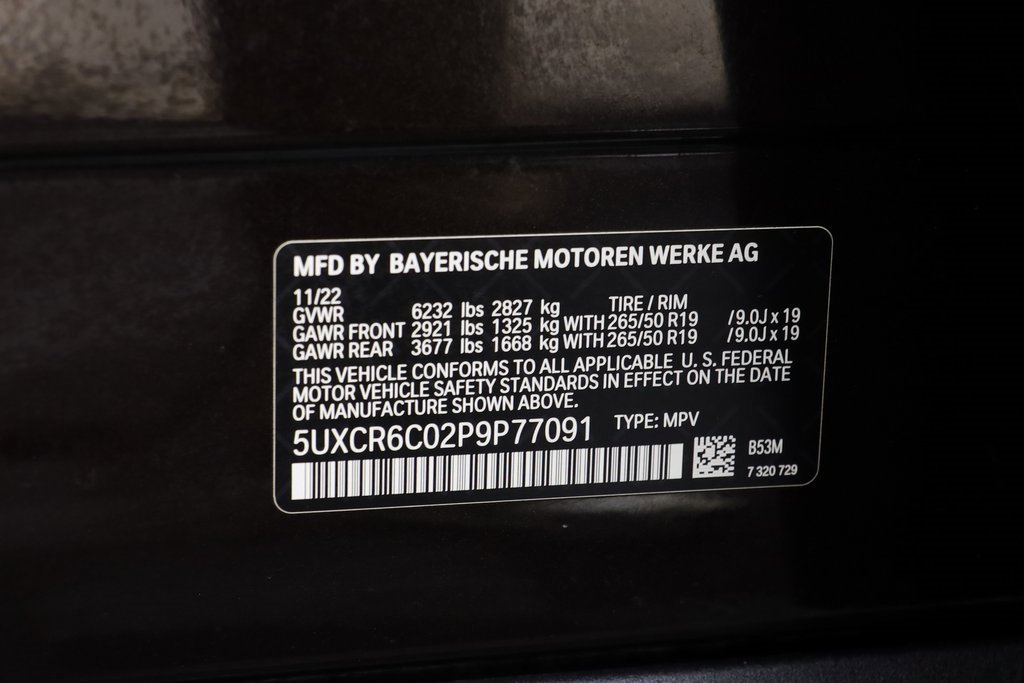 MFD BY BAYERISCHE MOTOREN WERKE AG
11/22
GVWR 6232 lbs 2827 kg TIRE / RIM
GAWR FRONT 2921 lbs 1325 kg WITH 265/50 R19 /9.0J x 19
GAWR REAR 3677 lbs 1668 kg WITH 265/50 R19 /9.0J x 19
THIS VEHICLE CONFORMS TO ALL APPLICABLE U. S. FEDERAL
MOTOR VEHICLE SAFETY STANDARDS IN EFFECT ON THE DATE
OF MANUFACTURE SHOWN ABOVE.
5UXCR6C02P9P77091 TYPE: MPV
B53M
7 320 729